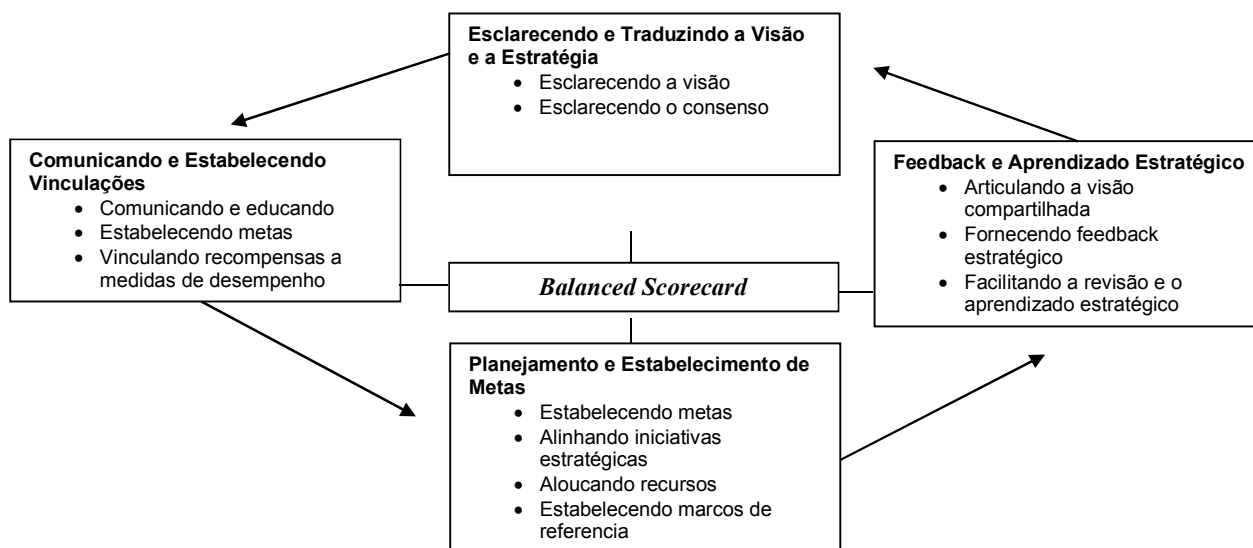 Esclarecendo e Traduzindo a Visão
e a Estratégia
• Esclarecendo a visão
• Esclarecendo o consenso
Comunicando e Estabelecendo
Vinculações
• Comunicando e educando
• Estabelecendo metas
• Vinculando recompensas a
medidas de desempenho
Feedback e Aprendizado Estratégico
• Articulando a visão
compartilhada
• Fornecendo feedback
estratégico
• Facilitando a revisão e o
aprendizado estratégico
Balanced Scorecard
Planejamento e Estabelecimento de
Metas
• Estabelecendo metas
• Alinhando iniciativas
estratégicas
• Aloucando recursos
• Estabelecendo marcos de
referencia